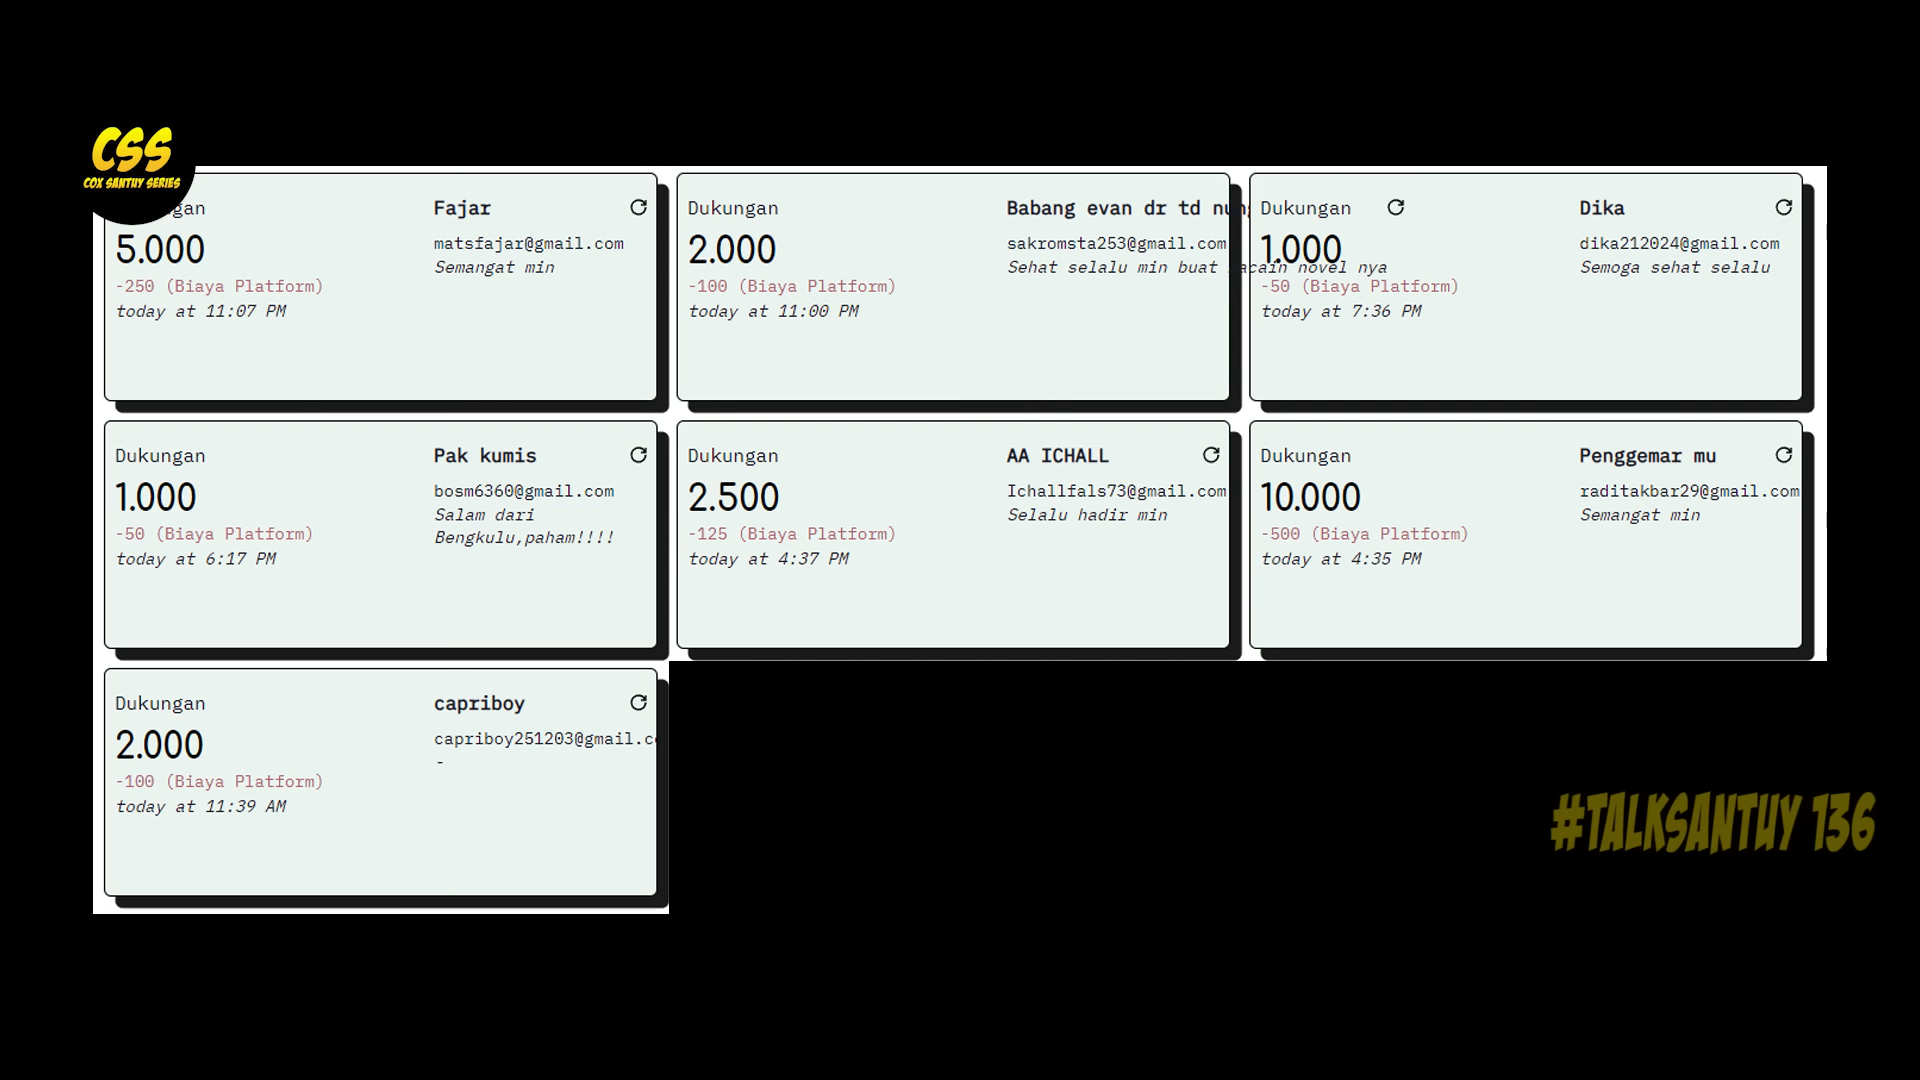 CSS
COX SANTUY SERIES
gan
5.000
-250 (Biaya Platform)
today at 11:07 PM
Fajar
matsfajar@gmail.com
Semangat min
Dukungan
2.000
-100 (Biaya Platform)
today at 11:00 PM
Babang evan dr td
sakromsta253@gmail.com
Sehat selalu min buat novel nya
Dukungan
1.000
-50 (Biaya Platform)
today at 7:36 PM
Dika
dika212024@gmail.com
Semoga sehat selalu
Dukungan
1.000
-50 (Biaya Platform)
today at 6:17 PM
Pak kumis
bosm6360@gmail.com
Salam dari
Bengkulu,paham!!!!
Dukungan
2.500
-125 (Biaya Platform)
today at 4:37 PM
AA ICHALL
Ichallfals73@gmail.com
Selalu hadir min
Dukungan
10.000
-500 (Biaya Platform)
today at 4:35 PM
Penggemar mu
raditakbar29@gmail.com
Semangat min
Dukungan
2.000
-100 (Biaya Platform)
today at 11:39 AM
capriboy
capriboy251203@gmail.c
-
#TALKSANTUY 136